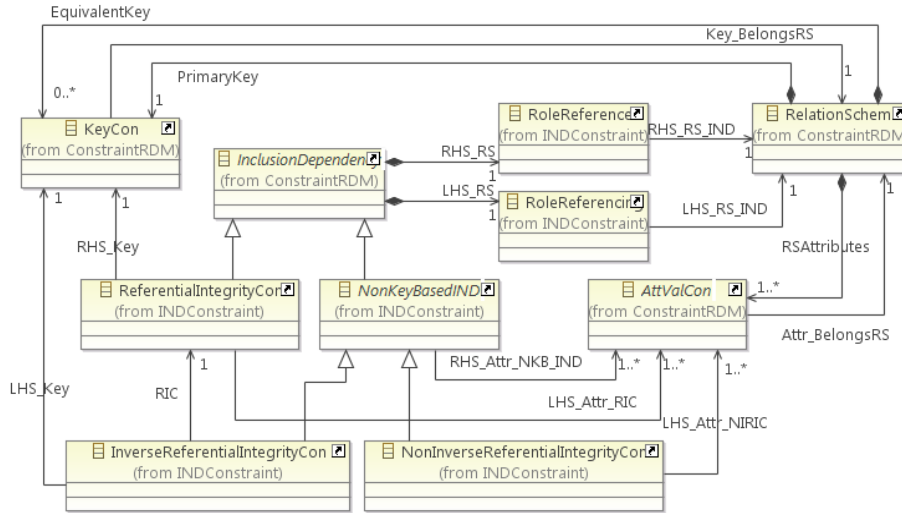 EquivalentKey
Key_BelongsRS
PrimaryKey
0..*
1
1
KeyCon
(from ConstraintRDM)
RoleReference
(from INDConstraint)
RHS_RS_IND
1
RelationSchem
(from ConstraintRDM)
InclusionDependency
(from ConstraintRDM)
RHS_RS
1
LHS_RS
1
RoleReferencing
(from INDConstraint)
LHS_RS_IND
1
1
1
1
RHS_Key
RSAttributes
ReferentialIntegrityCon
(from INDConstraint)
NonKeyBasedIND
(from INDConstraint)
AttValCon
(from ConstraintRDM)
1..*
Attr_BelongsRS
RHS_Attr_NKB_IND
1..*
1..*
1..*
LHS_Key
RIC
1
LHS_Attr_RIC
LHS_Attr_NIRIC
InverseReferentialIntegrityCon
(from INDConstraint)
NonInverseReferentialIntegrityCon
(from INDConstraint)